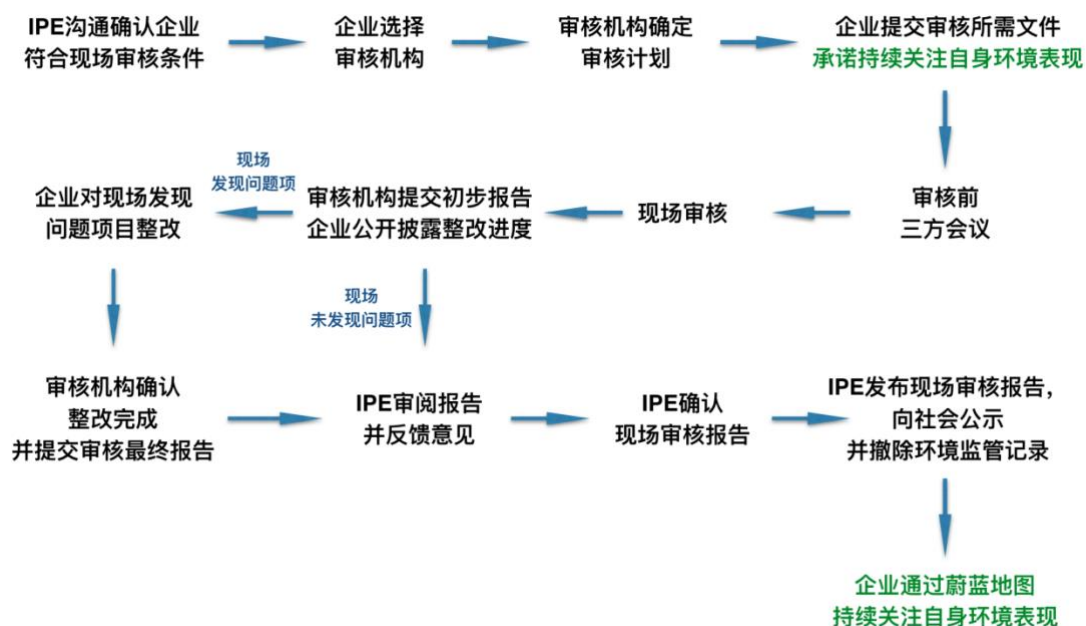 IPE沟通确认企业
符合现场审核条件
企业选择
审核机构
审核机构确定
审核计划
企业提交审核所需文件
承诺持续关注自身环境表现
审核前
三方会议
现场审核
审核机构提交初步报告
企业公开披露整改进度
现场
发现问题项
企业对现场发现
问题项目整改
现场
未发现问题项
审核机构确认
整改完成
并提交审核最终报告
IPE审阅报告
并反馈意见
IPE确认
现场审核报告
IPE发布现场审核报告,
向社会公示
并撤除环境监管记录
企业通过蔚蓝地图
持续关注自身环境表现